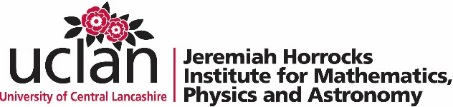 uclan
University of Central Lancashire
Jeremiah Horrocks
Institute for Mathematics,
Physics and Astronomy